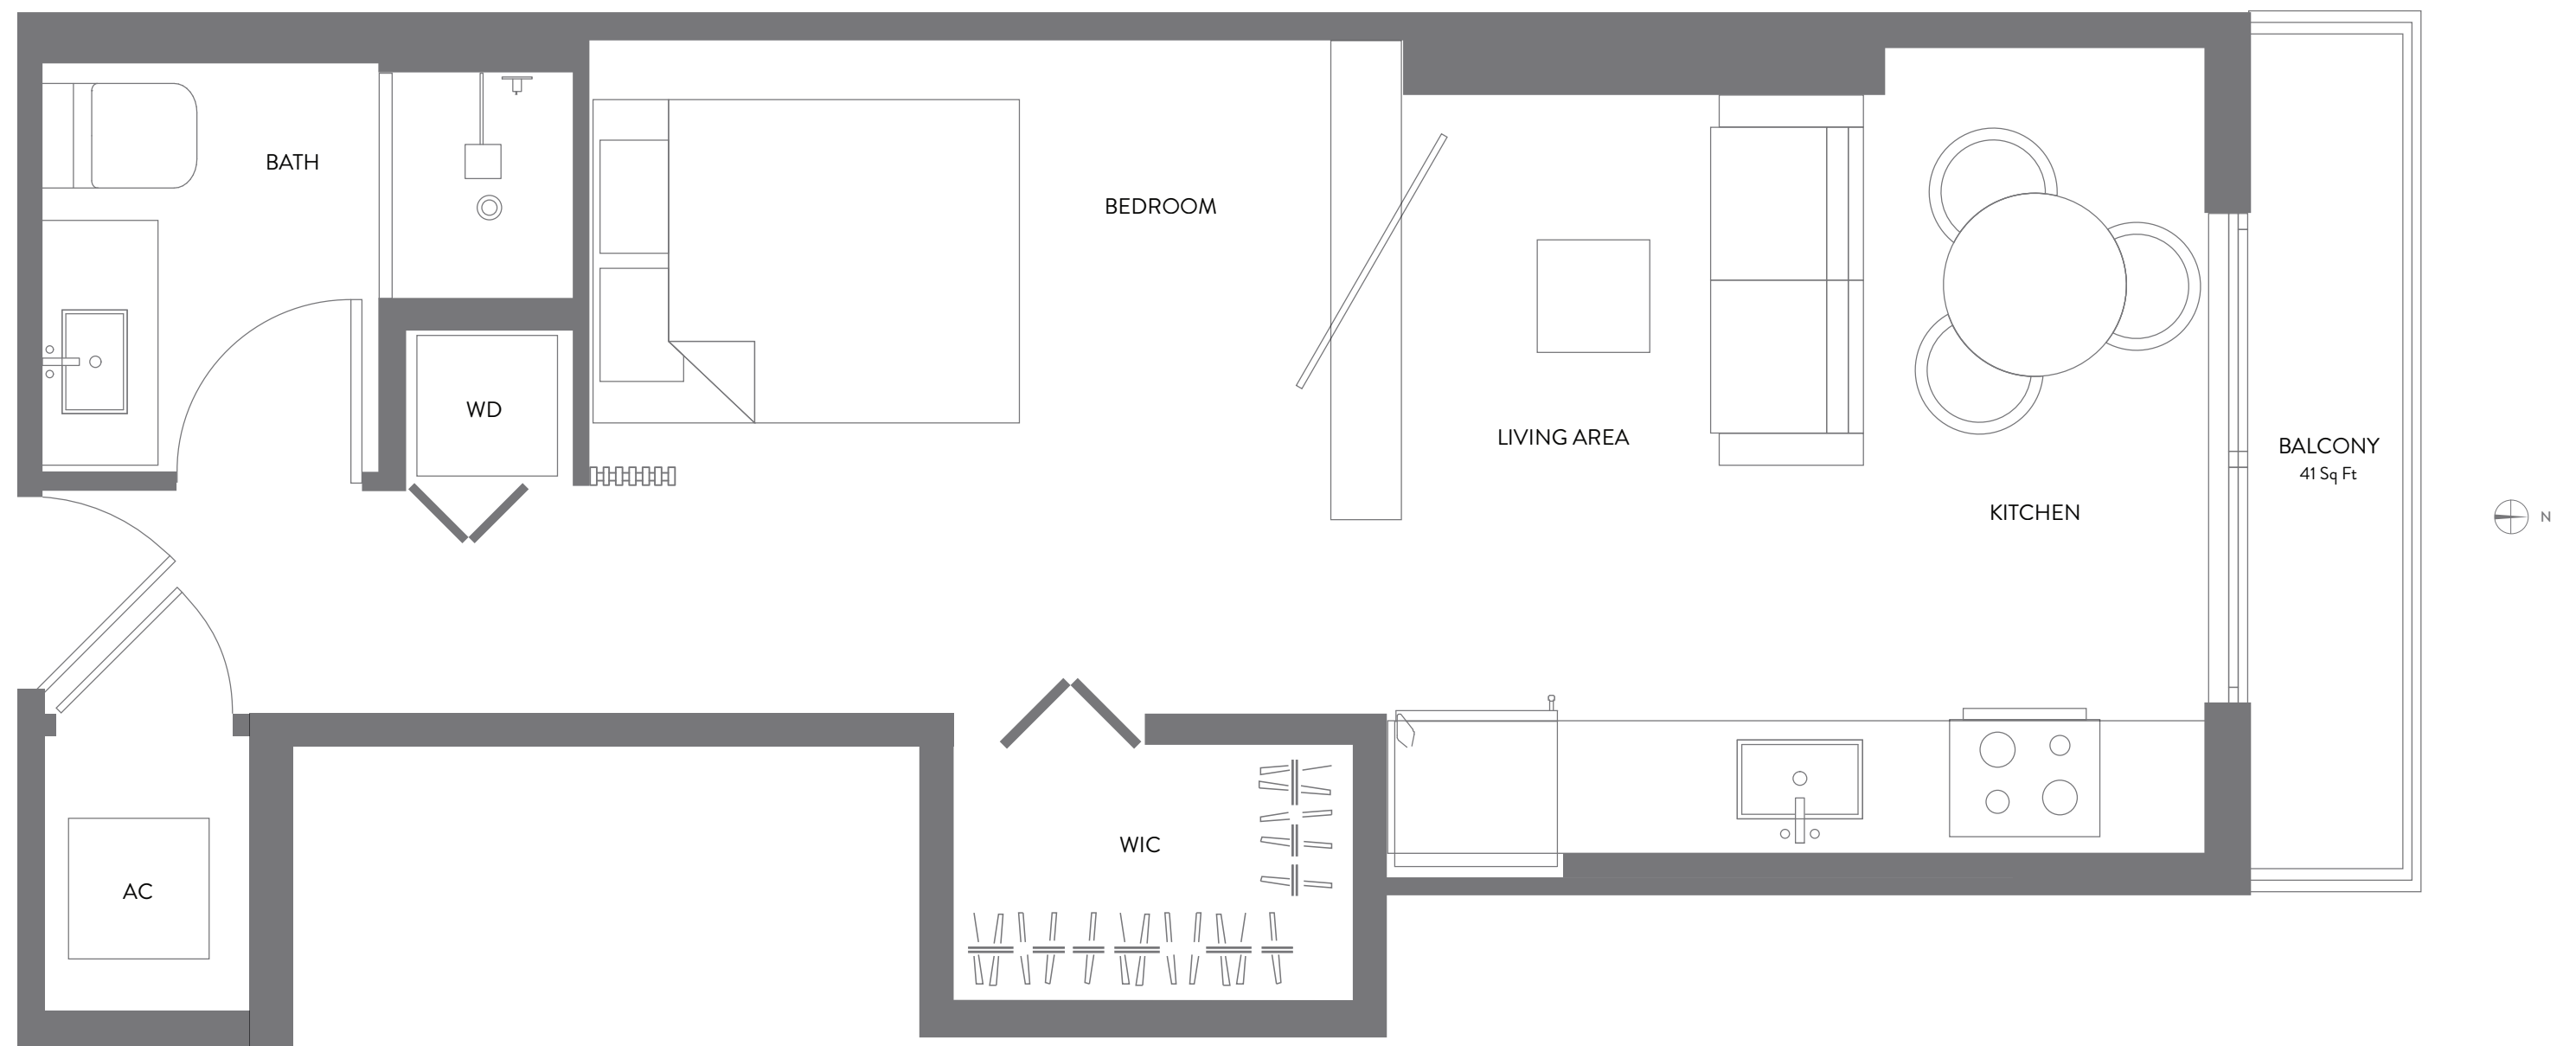 BATH
BEDROOM
WD
LIVING AREA
KITCHEN
BALCONY
41 Sq Ft
N
WIC
AC